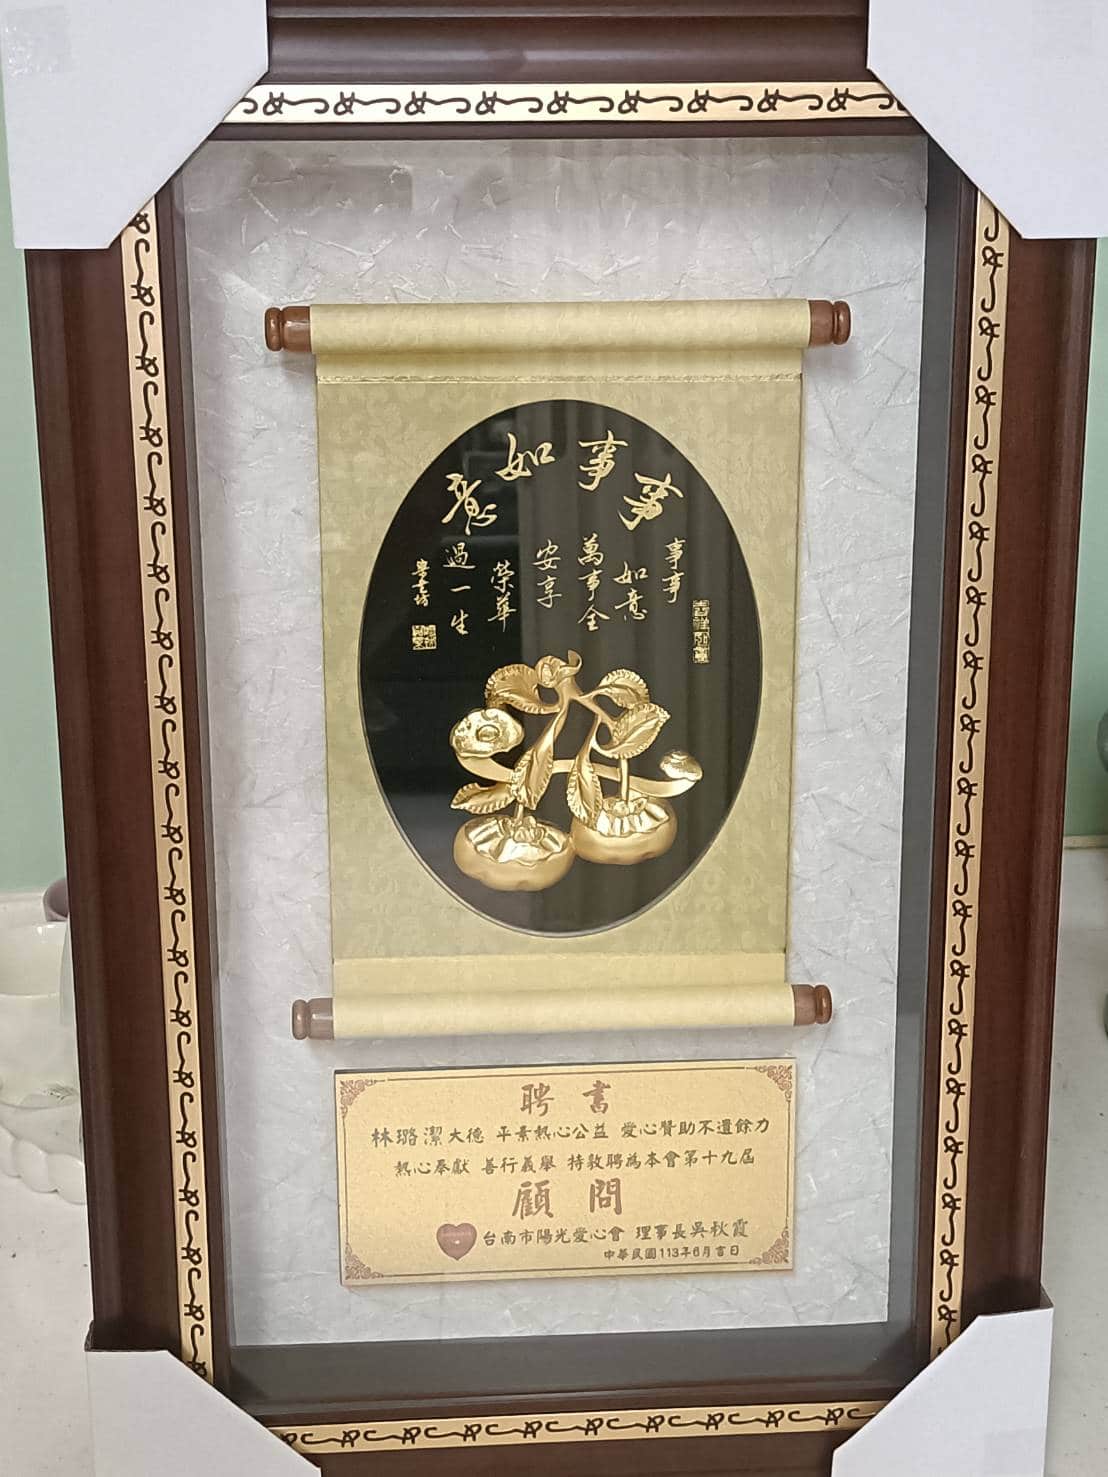 事事如意
事事
如意
萬事全
安享
榮華
過一生
聘書
林璐潔大德 平素熱心公益 愛心贊助不遺餘力
熱心奉獻 善行義舉 特敦聘為本會第十九屆
顧問
台南市陽光愛心會 理事長吳秋霞
中華民國113年6月吉日